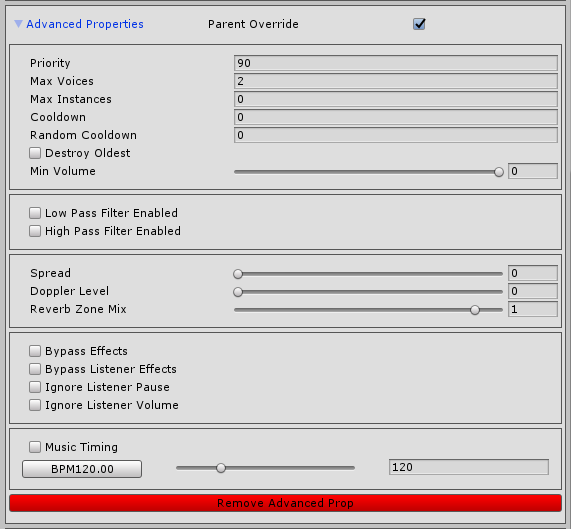 Advanced Properties Parent Override
Priority 90
Max Voices 2
Max Instances 0
Cooldown 0
Random Cooldown 0
Destroy Oldest
Min Volume 0
Low Pass Filter Enabled
High Pass Filter Enabled
Spread 0
Doppler Level 0
Reverb Zone Mix 1
Bypass Effects
Bypass Listener Effects
Ignore Listener Pause
Ignore Listener Volume
Music Timing
BPM120.00 120
Remove Advanced Prop